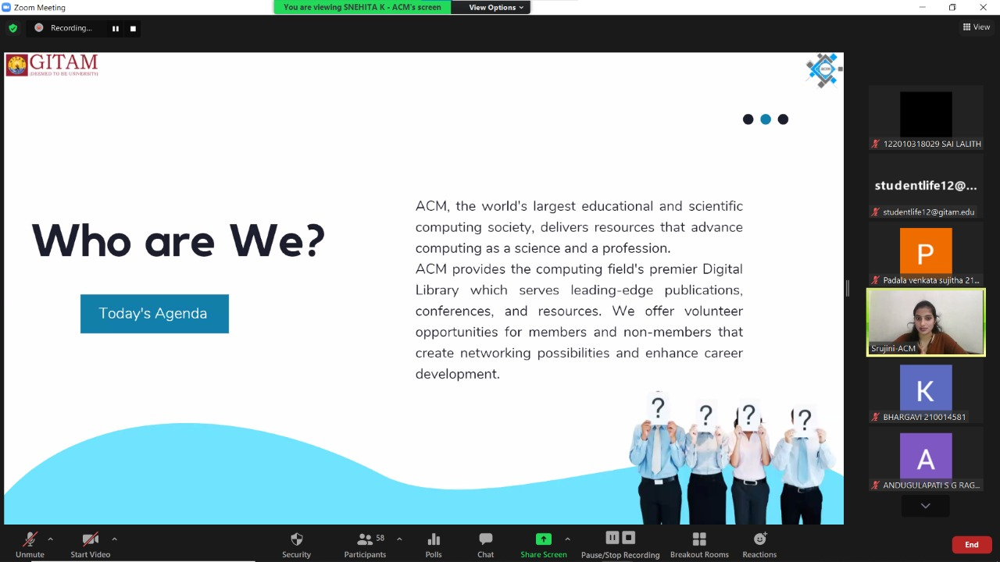 Zoom Meeting
You are viewing SNEHITA K - ACM's screen
View Options
Recording...
View
GITAM
(DEEMED TO BE UNIVERSITY)
acm
Who are We?
Today's Agenda
ACM, the world's largest educational and scientific
computing society, delivers resources that advance
computing as a science and a profession.
ACM provides the computing field's premier Digital
Library which serves leading-edge publications,
conferences, and resources. We offer volunteer
opportunities for members and non-members that
create networking possibilities and enhance career
development.
? ? ? ?
122010318029 SAI LALITH
studentlife12@...
studentlife12@gitam.edu
P
Padala venkata sujitha 21...
Srujini-ACM
K
BHARGAVI 210014581
A
ANDUGULAPATI S G RAG...
Unmute
Start Video
Security
58
Participants
Polls
Chat
Share Screen
Pause/Stop Recording
Breakout Rooms
Reactions
End